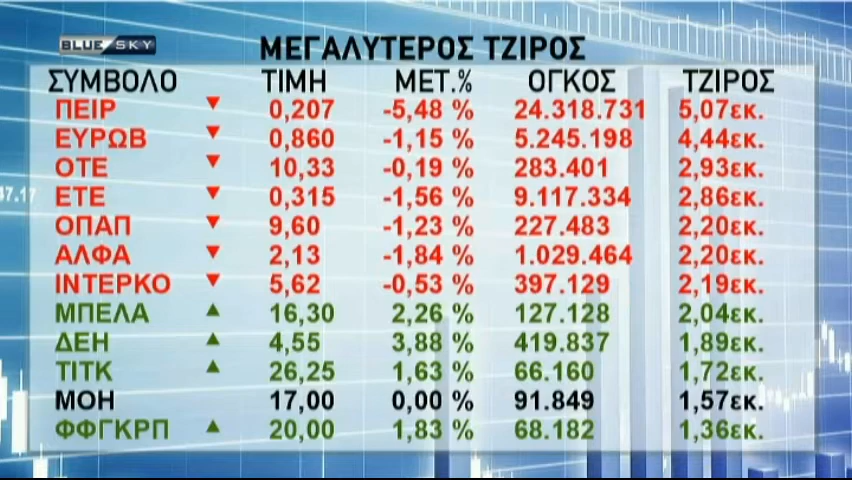 BLUE SKY
ΜΕΓΑΛΥΤΕΡΟΣ ΤΖΙΡΟΣ
ΣΥΜΒΟΛΟ ΤΙΜΗ ΜΕΤ.% ΟΓΚΟΣ ΤΖΙΡΟΣ
ΠΕΙΡ ▼ 0,207 -5,48 % 24.318.731 5,07εκ.
ΕΥΡΩΒ ▼ 0,860 -1,15 % 5.245.198 4,44εκ.
ΟΤΕ ▼ 10,33 -0,19 % 283.401 2,93εκ.
47.17
ΕΤΕ ▼ 0,315 -1,56 % 9.117.334 2,86εκ.
ΟΠΑΠ ▼ 9,60 -1,23 % 227.483 2,20εκ.
ΑΛΦΑ ▼ 2,13 -1,84 % 1.029.464 2,20εκ.
ΙΝΤΕΡΚΟ ▼ 5,62 -0,53 % 397.129 2,19εκ.
ΜΠΕΛΑ ▲ 16,30 2,26 % 127.128 2,04εκ.
ΔΕΗ ▲ 4,55 3,88 % 419.837 1,89εκ.
ΤΙΤΚ ▲ 26,25 1,63 % 66.160 1,72εκ.
ΜΟΗ 17,00 0,00 % 91.849 1,57εκ.
ΦΦΓΚΡΠ ▲ 20,00 1,83 % 68.182 1,36εκ.